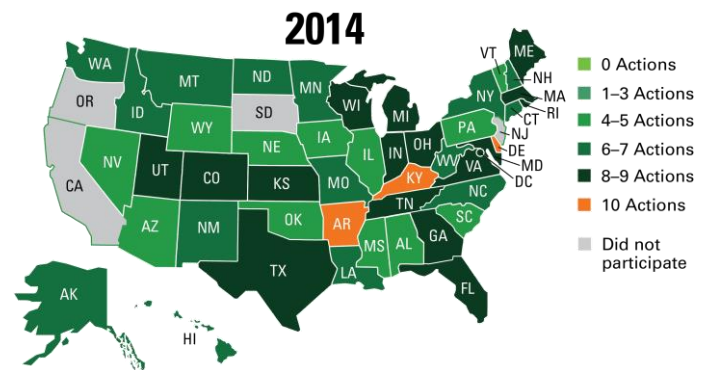 2014
WA
OR
CA
NV
ID
MT
WY
UT
AZ
CO
NM
ND
SD
NE
KS
OK
TX
MN
IA
MO
AR
LA
WI
IL
MI
IN
OH
KY
TN
MS
AL
GA
FL
SC
NC
VA
WV
PA
NY
VT
ME
NH
MA
RI
CT
NJ
DE
MD
DC
AK
HI
0 Actions
1–3 Actions
4–5 Actions
6–7 Actions
8–9 Actions
10 Actions
Did not
participate